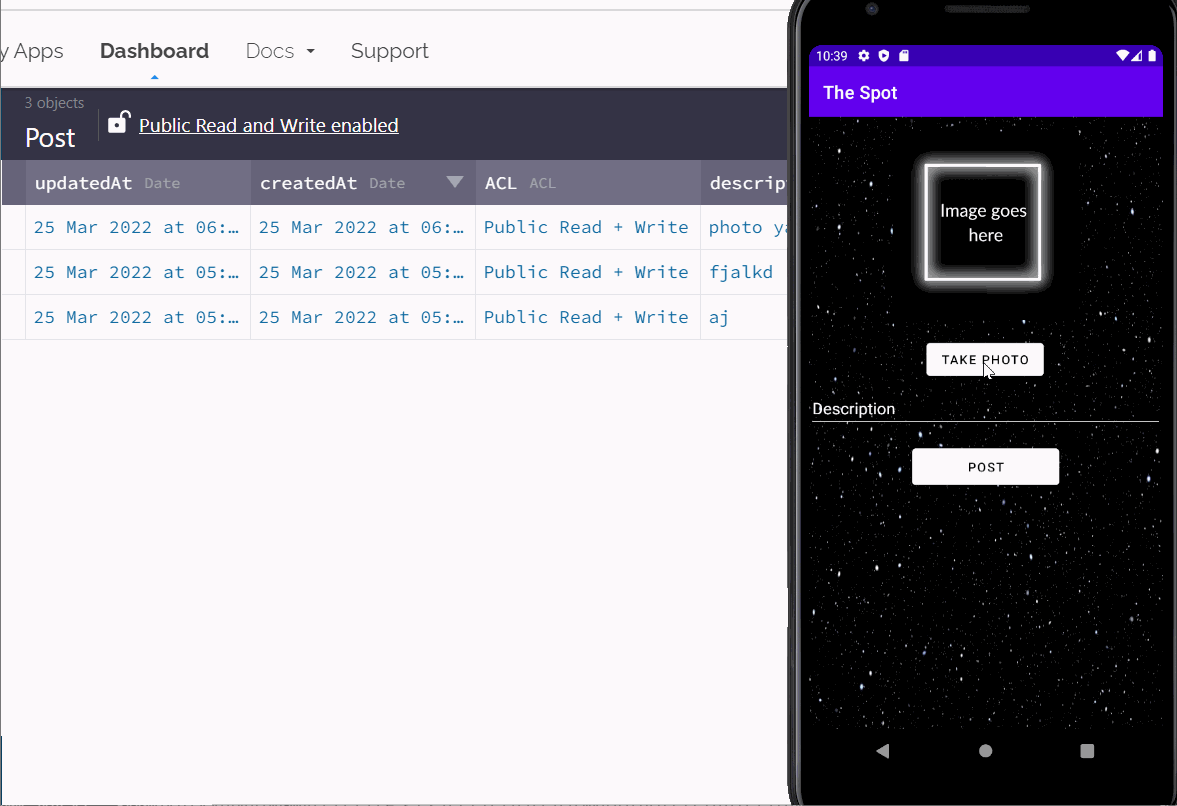 y Apps Dashboard Docs Support
3 objects
Post
Public Read and Write enabled
updatedAt Date createdAt Date ACL ACL descrip
25 Mar 2022 at 06:… 25 Mar 2022 at 06:… Public Read + Write photo ya
25 Mar 2022 at 05:… 25 Mar 2022 at 05:… Public Read + Write fjalkd
25 Mar 2022 at 05:… 25 Mar 2022 at 05:… Public Read + Write aj
10:39
The Spot
Image goes
here
TAKE PHOTO
Description
POST